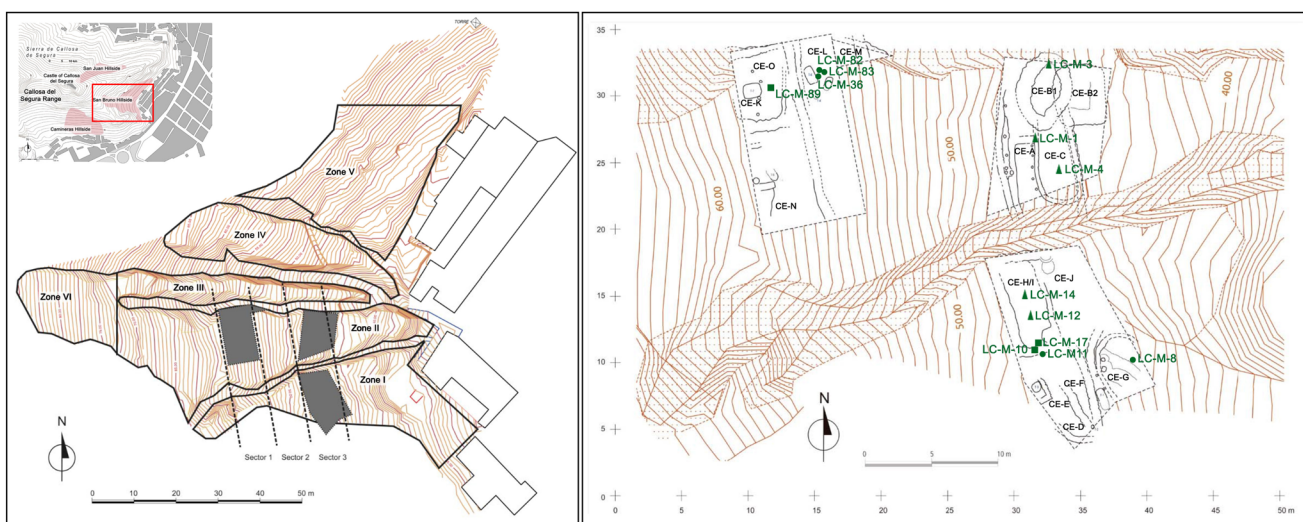 Sierra de Callosa
de Segura
San Juan Hillside
Castle of Callosa
del Segura
Callosa del
Segura Range
San Bruno Hillside
Camineras Hillside
TORRE
Zone V
Zone IV
Zone III
Zone VI
Zone II
Zone I
N
Sector 1 Sector 2 Sector 3
0 10 20 30 40 50 m
35
30
25
20
15
10
5
0
CE-L
CE-M
LC-M-82
CE-O
LC-M-83
LC-M-36
LC-M-89
CE-K
CE-N
LC-M-3
CE-B1
CE-B2
LC-M-1
CE-A
CE-C
LC-M-4
40.00
50.00
60.00
50.00
CE-J
CE-H/I
LC-M-14
LC-M-12
LC-M-17
LC-M-10
LC-M11
LC-M-8
CE-G
CE-F
CE-E
CE-D
N
0 5 10 m
0 5 10 15 20 25 30 35 40 45 50 m